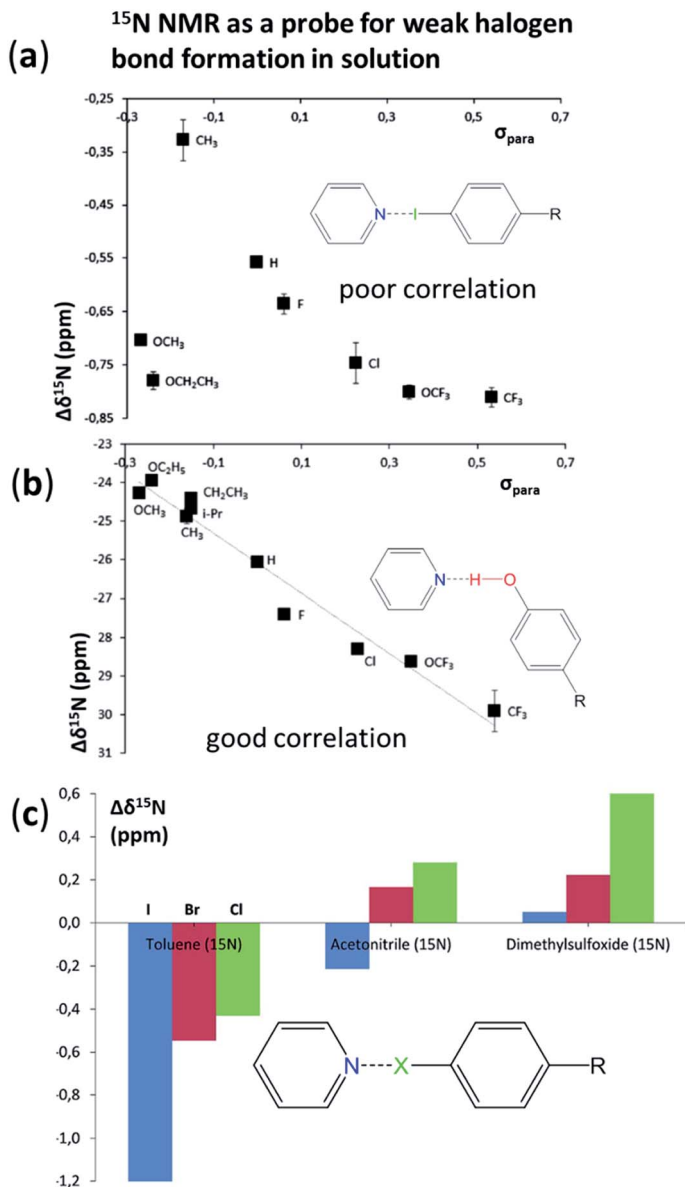 ¹⁵N NMR as a probe for weak halogen
bond formation in solution
(a)
-0,25
-0,3 -0,1 0,1 0,3 0,5 0,7
σpara
CH₃
-0,35
-0,45
N I R
H
-0,55
poor correlation
F
-0,65
OCH₃
Cl
-0,75
OCH₂CH₃
OCF₃
CF₃
-0,85
Δδ¹⁵N (ppm)
(b)
-23
-0,3 -0,1 0,1 0,3 0,5 0,7
σpara
OC₂H₅
-24
CH₂CH₃
OCH₃
i-Pr
-25
CH₃
H
-26
N H O
-27
F
28
Cl
OCF₃
R
29
30
CF₃
good correlation
31
Δδ¹⁵N (ppm)
(c)
0,6
Δδ¹⁵N
(ppm)
0,4
0,2
I Br Cl
0,0
Toluene (15N) Acetonitrile (15N) Dimethylsulfoxide (15N)
-0,2
-0,4
-0,6
N X R
-0,8
-1,0
-1,2